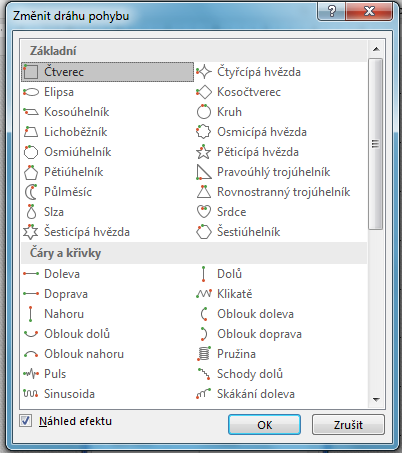 Změnit dráhu pohybu
Základní
Čtverec
Čtyřcípá hvězda
Elipsa
Kosočtverec
Kosoúhelník
Kruh
Lichoběžník
Osmicípá hvězda
Osmiúhelník
Pěticípá hvězda
Pětiúhelník
Pravoúhlý trojúhelník
Půlměsíc
Rovnostranný trojúhelník
Slza
Srdce
Šesticípá hvězda
Šestiúhelník
Čáry a křivky
Doleva
Dolů
Doprava
Klikatě
Nahoru
Oblouk doleva
Oblouk dolů
Oblouk doprava
Oblouk nahoru
Pružina
Puls
Schody dolů
Sinusoida
Skákání doleva
Náhled efektu
OK
Zrušit